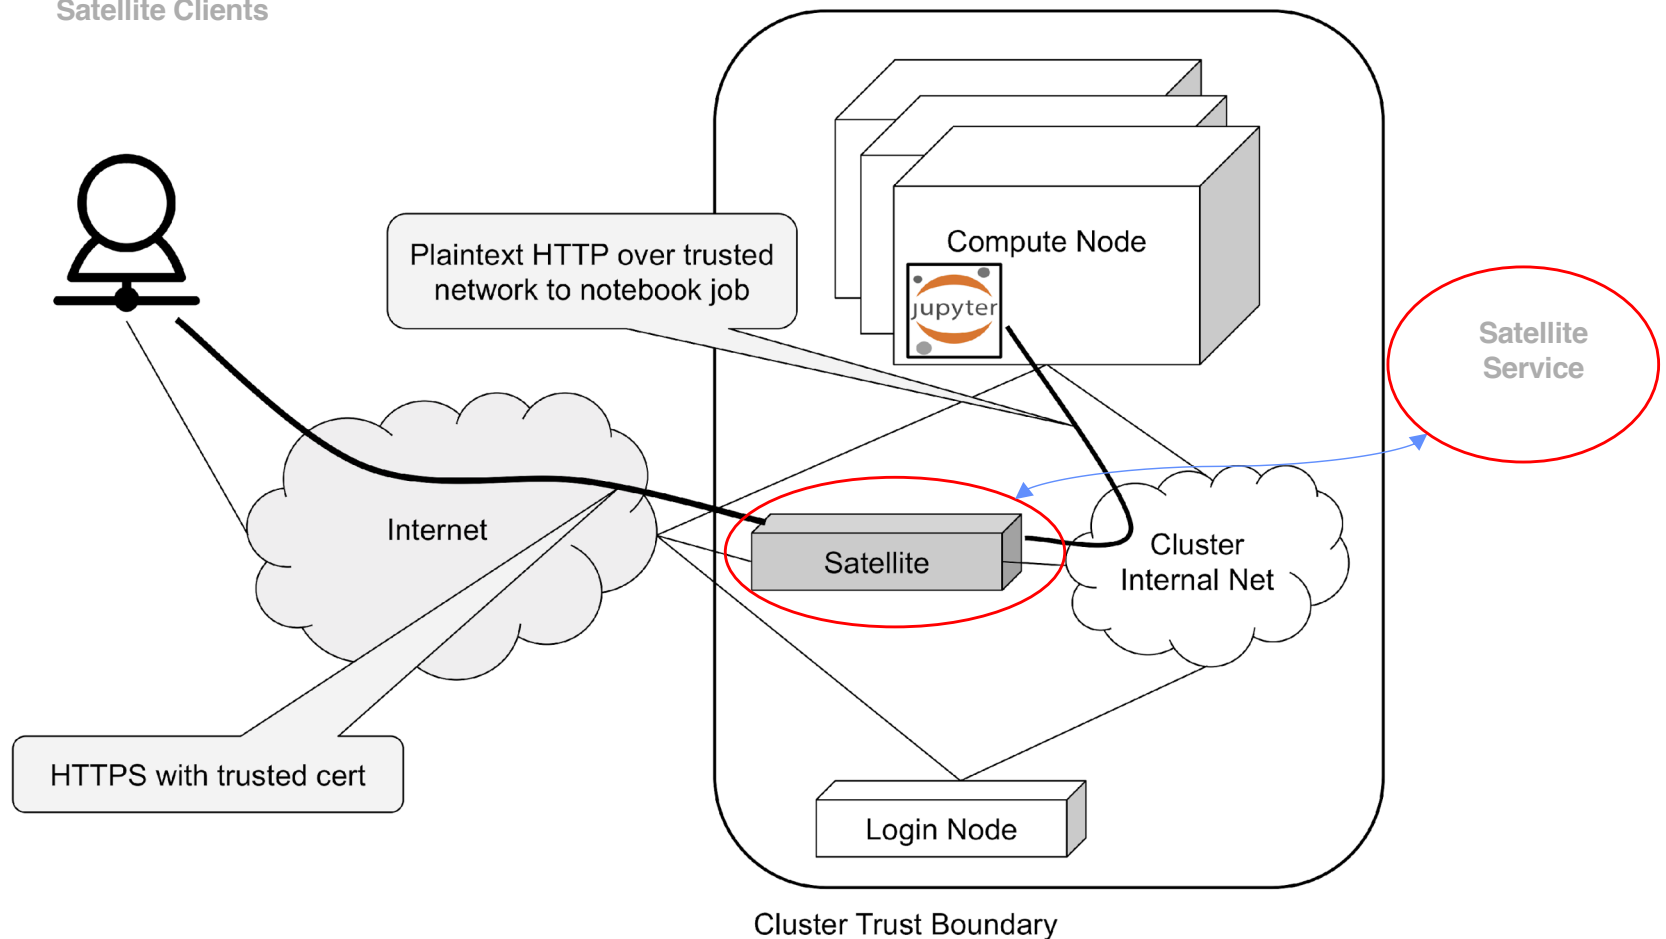 Satellite Clients
Plaintext HTTP over trusted
network to notebook job
Compute Node
jupyter
Satellite
Service
Internet
Satellite
Cluster
Internal Net
HTTPS with trusted cert
Login Node
Cluster Trust Boundary